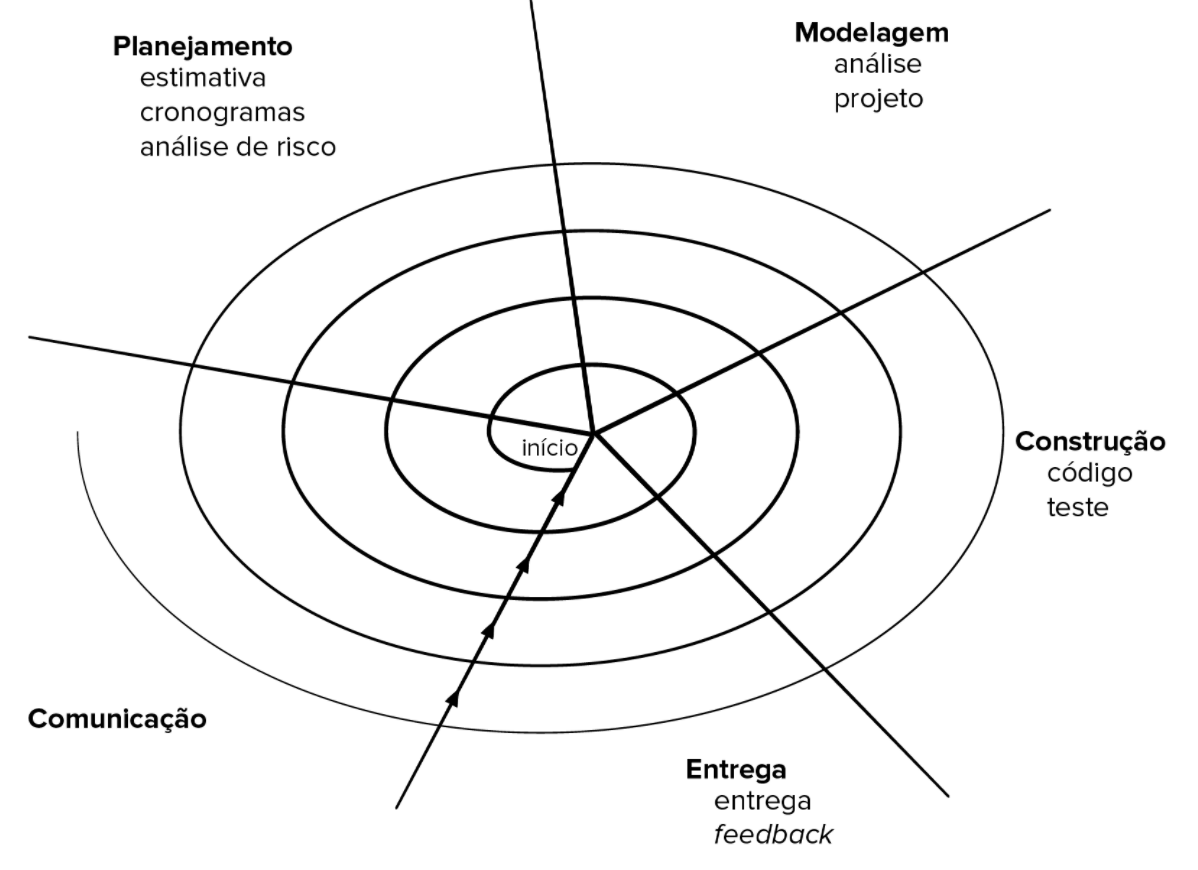 Planejamento
estimativa
cronogramas
análise de risco
Modelagem
análise
projeto
início
Construção
código
teste
Comunicação
Entrega
entrega
feedback